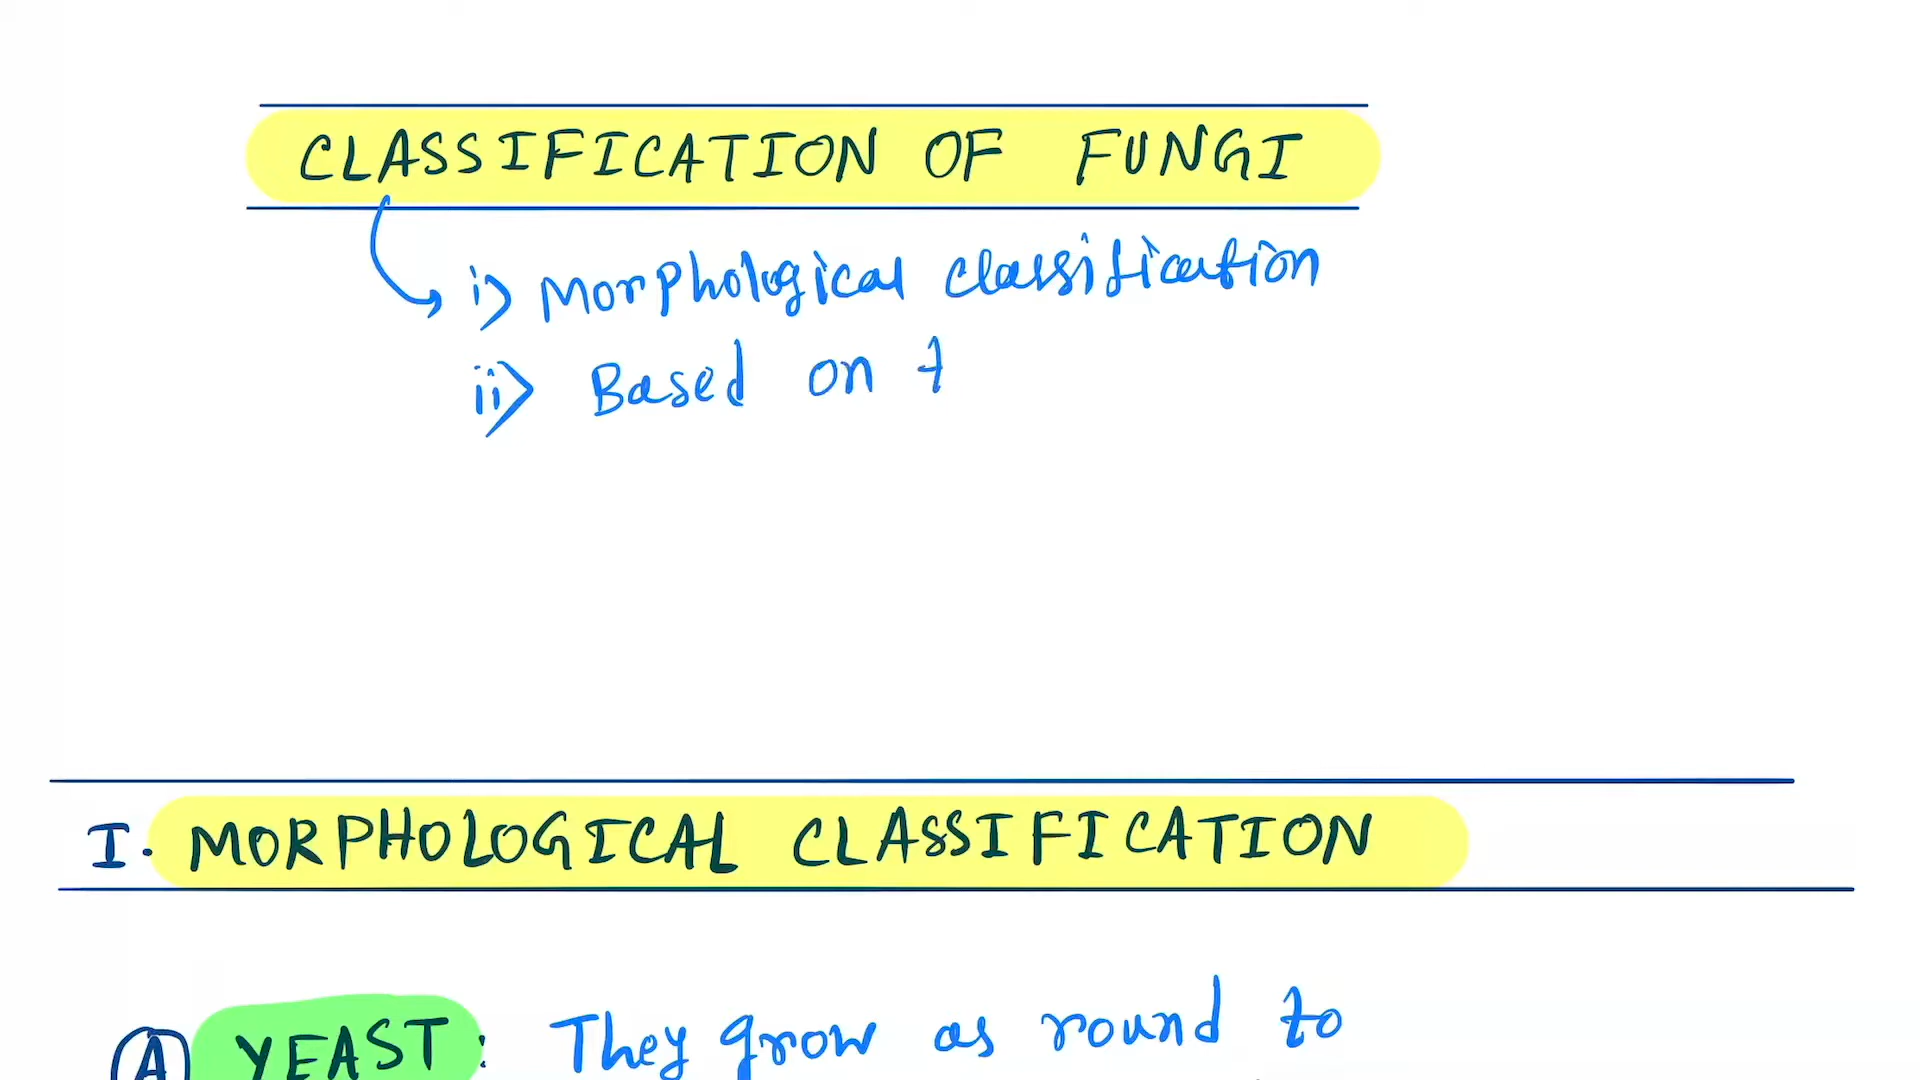 CLASSIFICATION OF FUNGI
i> Morphological classification
ii> Based on t
I. MORPHOLOGICAL CLASSIFICATION
A YEAST: They grow as round to